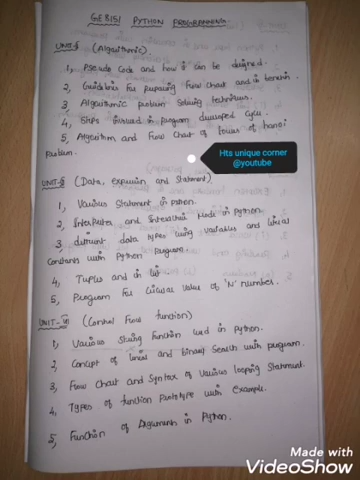 GE8151 PYTHON PROGRAMMING
UNIT-I (Algorithmic)
1, Pseudo Code and how it can be designed.
2, Guidelines For preparing Flow chart and it benefits
3, Algorithmic problem Solving techniques.
4, Steps involved in program development cycle.
5, Algorithm and Flow Chart of towers of hanoi
Problem.
Hts unique corner
@youtube
UNIT-II (Data, expression and Statement)
1, Various Statement in python.
2, Interpreter and Interactive Mode in Python
3, different data types using variables and literal
Constants with Python program.
4, Tuples and in list
5, Program for Circular value of 'N' number.
UNIT-III (Control Flow function)
1, Various String Function used in Python.
2, Concept of linear and binary Search with program.
3, Flow Chart and Syntax of Various looping Statement.
4, Types of function Prototype with Example.
5, Function of Arguments in Python.
Made with
VideoShow